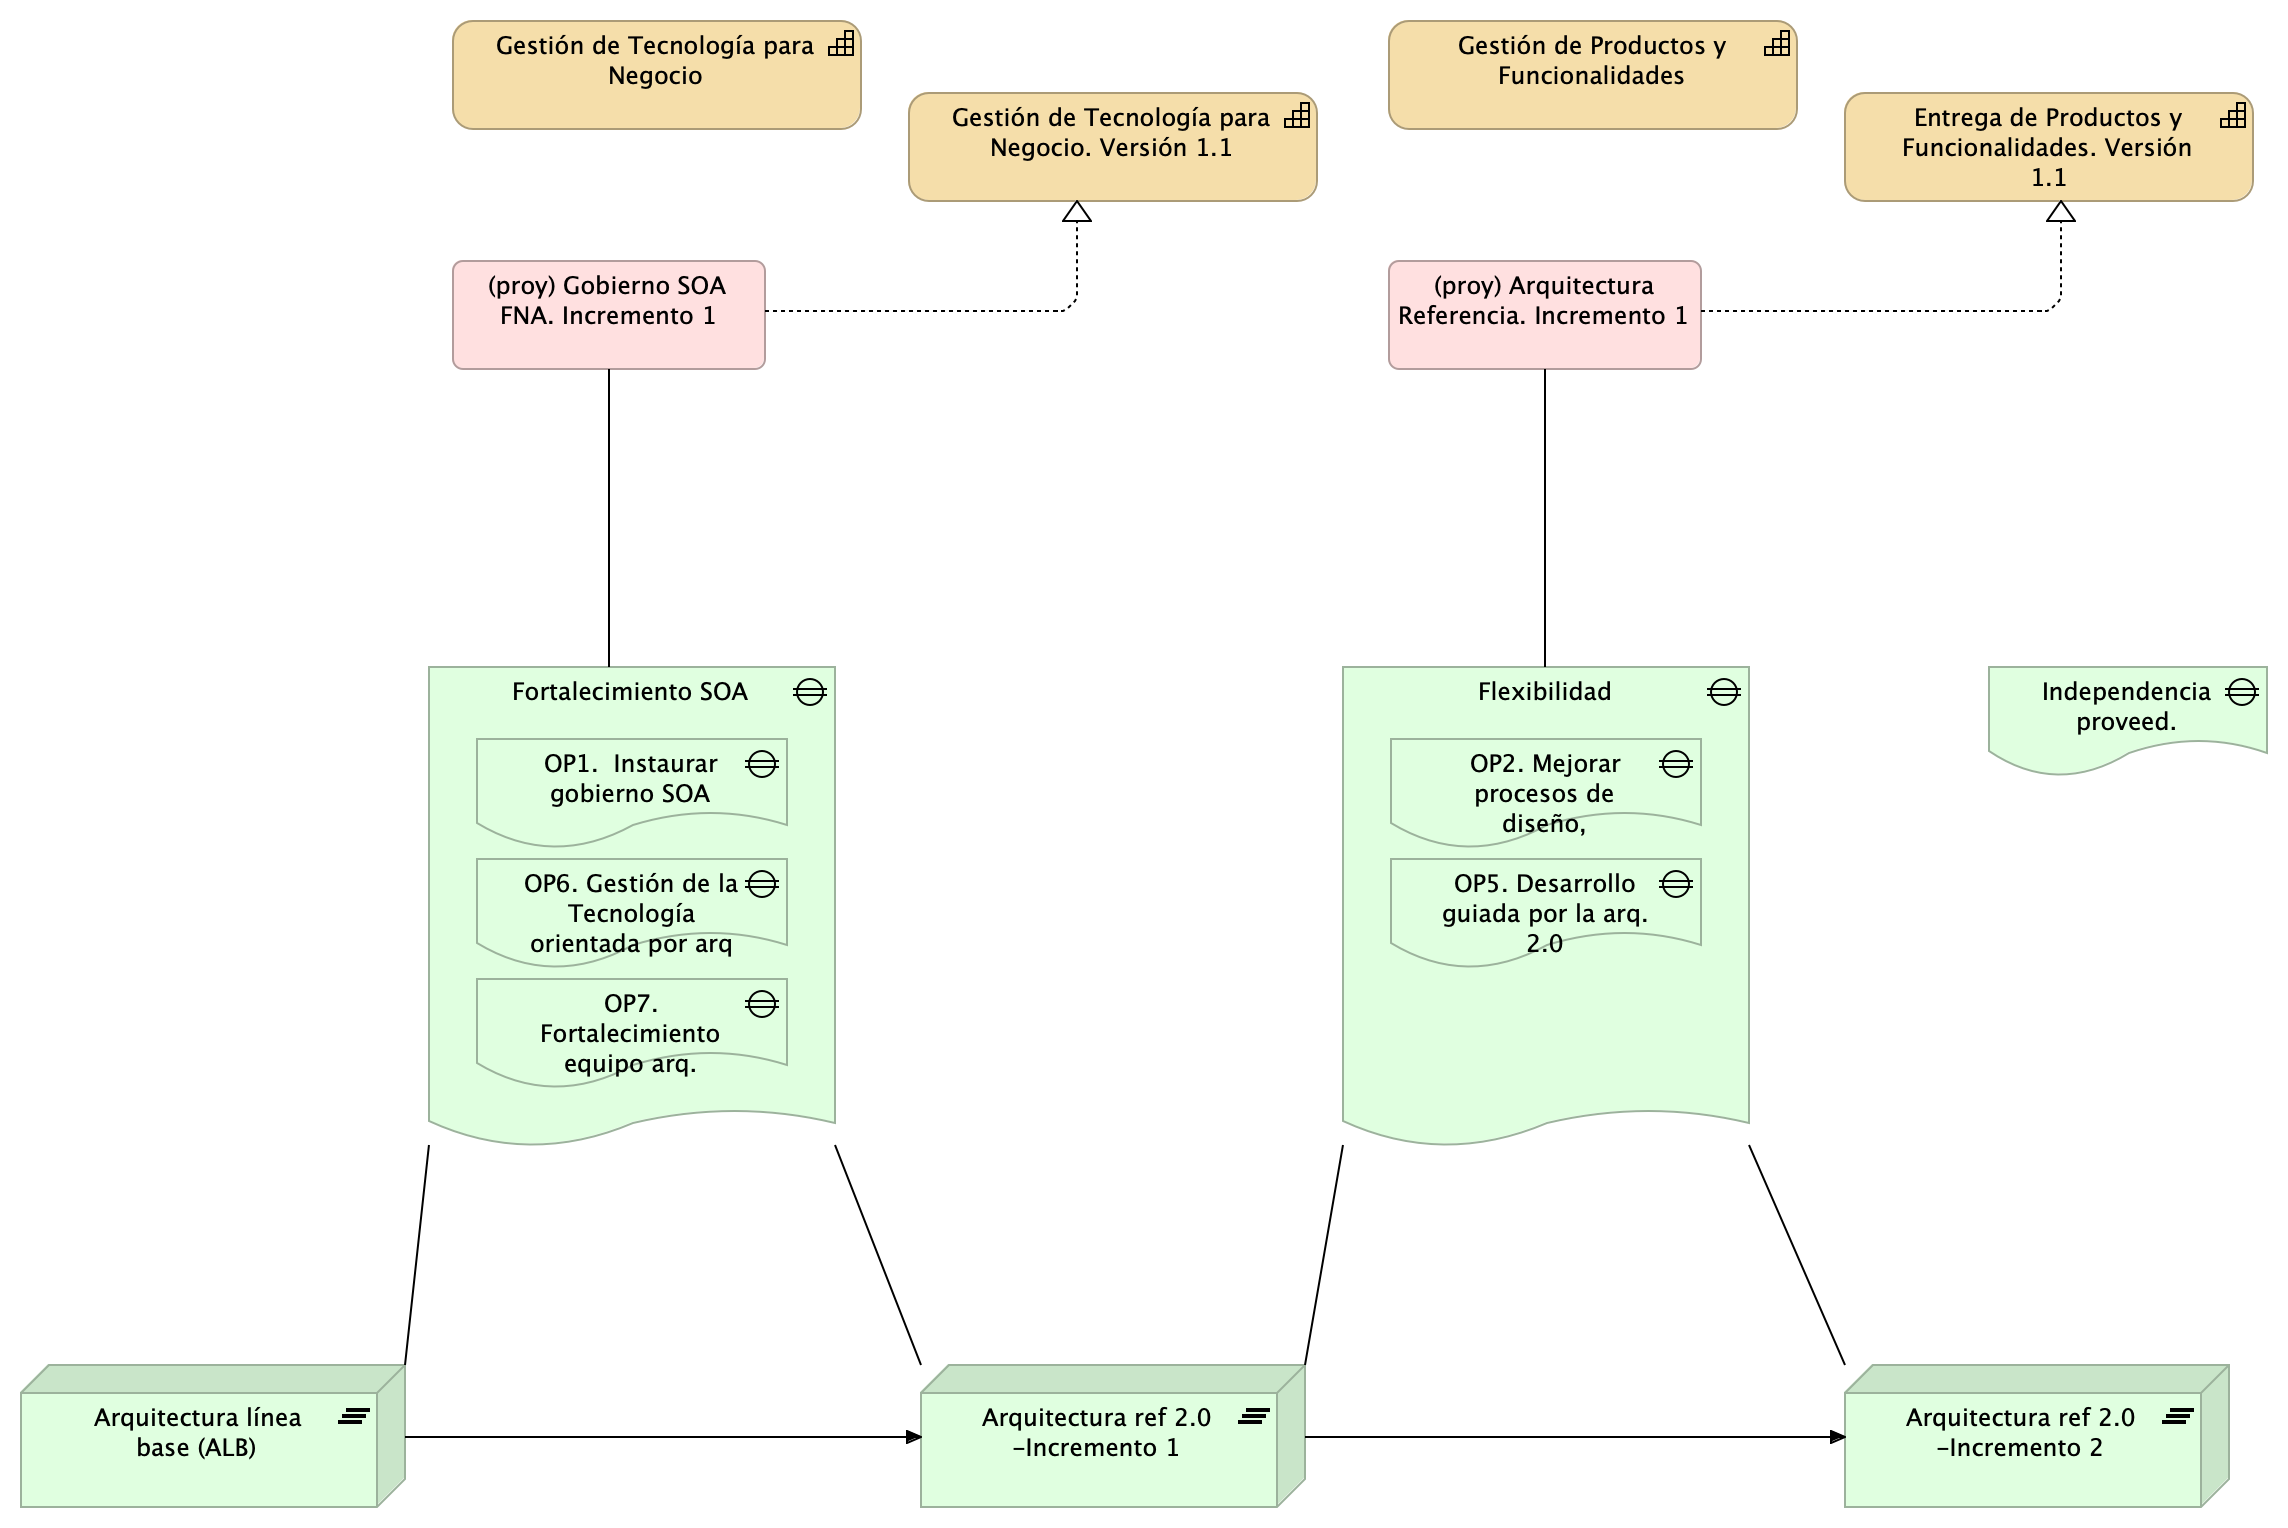 Gestión de Tecnología para
Negocio
Gestión de Productos y
Funcionalidades
Gestión de Tecnología para
Negocio. Versión 1.1
Entrega de Productos y
Funcionalidades. Versión
1.1
(proy) Gobierno SOA
FNA. Incremento 1
(proy) Arquitectura
Referencia. Incremento 1
Fortalecimiento SOA
OP1.  Instaurar
gobierno SOA
OP6. Gestión de la
Tecnología
orientada por arq
OP7.
Fortalecimiento
equipo arq.
Flexibilidad
OP2. Mejorar
procesos de
diseño,
OP5. Desarrollo
guiada por la arq.
2.0
Independencia
proveed.
Arquitectura línea
base (ALB)
Arquitectura ref 2.0
-Incremento 1
Arquitectura ref 2.0
-Incremento 2